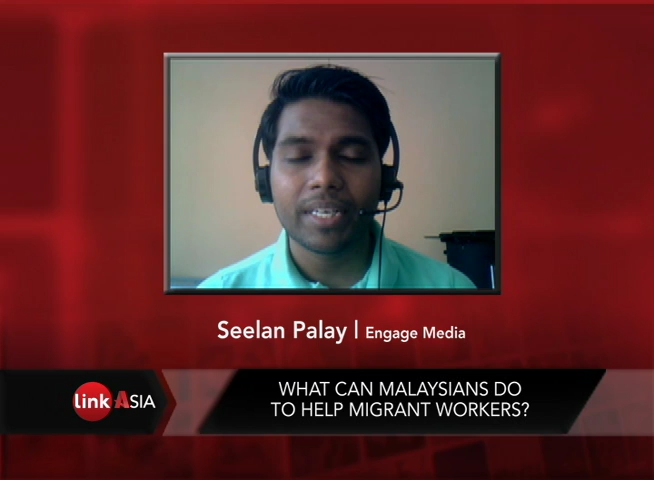 Seelan Palay | Engage Media
link ASIA
WHAT CAN MALAYSIANS DO
TO HELP MIGRANT WORKERS?